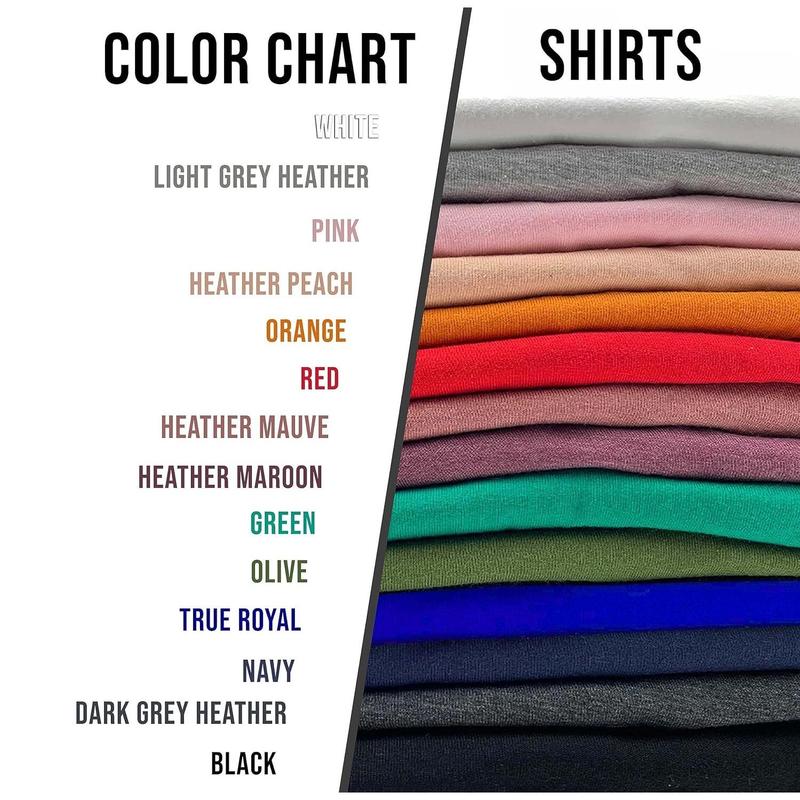 COLOR CHART
SHIRTS
WHITE
LIGHT GREY HEATHER
PINK
HEATHER PEACH
ORANGE
RED
HEATHER MAUVE
HEATHER MAROON
GREEN
OLIVE
TRUE ROYAL
NAVY
DARK GREY HEATHER
BLACK